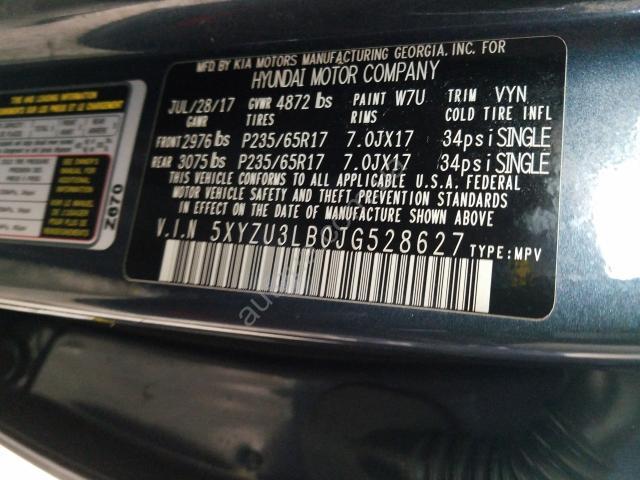 MFD BY KIA MOTORS MANUFACTURING GEORGIA. INC. FOR
HYUNDAI MOTOR COMPANY
JUL/28/17 GVWR 4872 lbs PAINT W7U TRIM VYN
GAWR TIRES RIMS COLD TIRE INFL
FRONT 2976 lbs P235/65R17 7.0JX17 34psi SINGLE
REAR 3075 lbs P235/65R17 7.0JX17 34psi SINGLE
THIS VEHICLE CONFORMS TO ALL APPLICABLE U.S.A. FEDERAL
MOTOR VEHICLE SAFETY AND THEFT PREVENTION STANDARDS
IN EFFECT ON THE DATE OF MANUFACTURE SHOWN ABOVE
V.I.N 5XYZU3LB0JG528627 TYPE: MPV
Z670